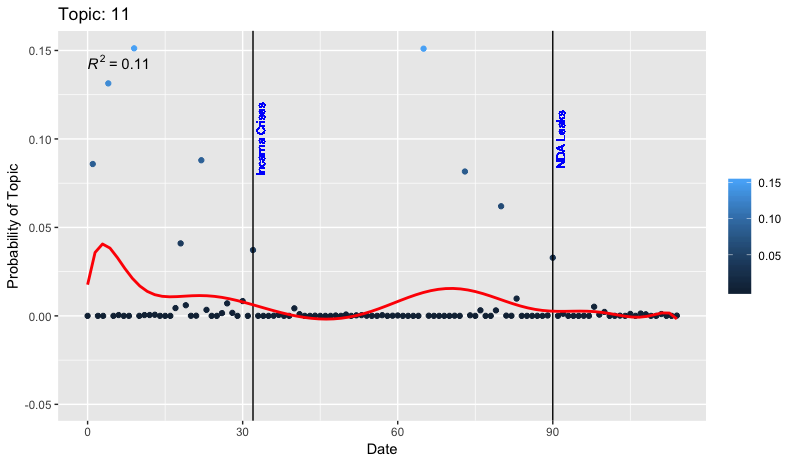 Topic: 11
0.15
R² = 0.11
0.10
0.05
0.00
-0.05
Probability of Topic
Incarna Crises
NDA Leaks
0
30
60
90
Date
0.15
0.10
0.05